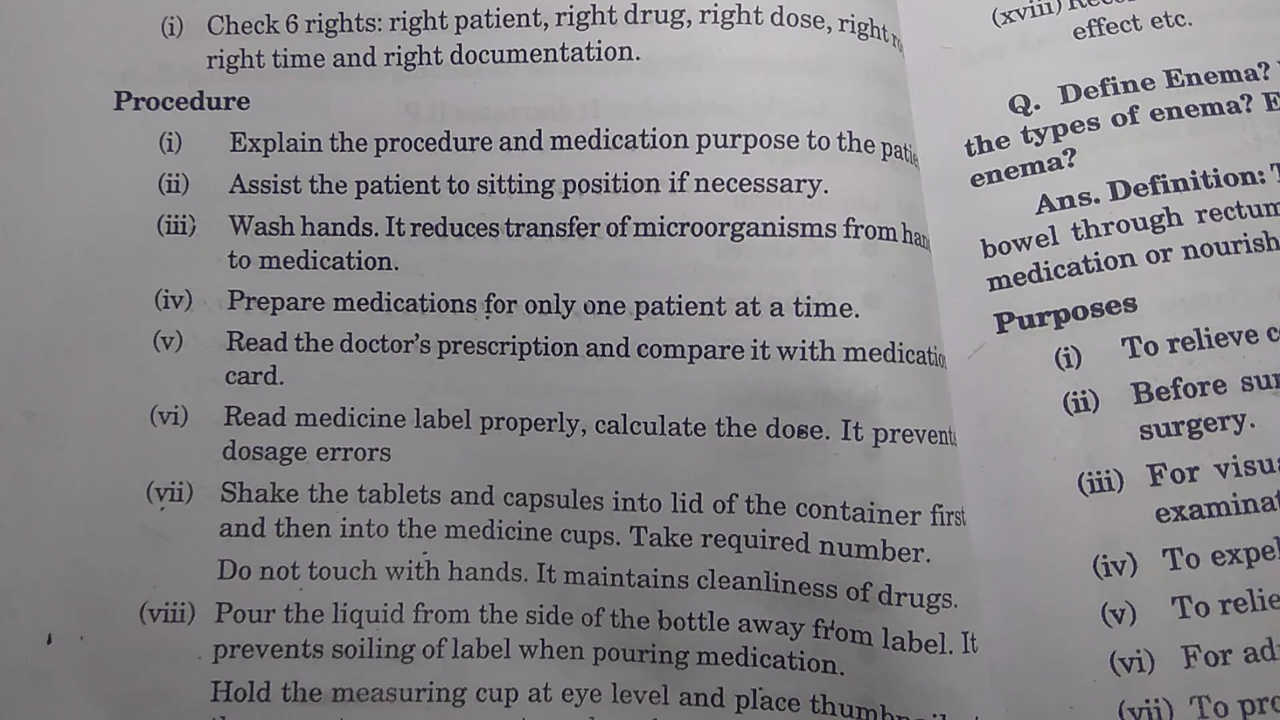 (i) Check 6 rights: right patient, right drug, right dose, right
right time and right documentation.
Procedure
(i) Explain the procedure and medication purpose to the
(ii) Assist the patient to sitting position if necessary.
(iii) Wash hands. It reduces transfer of microorganisms from
to medication.
(iv) Prepare medications for only one patient at a time.
(v) Read the doctor's prescription and compare it with
card.
(vi) Read medicine label properly, calculate the dose. It
dosage errors
(vii) Shake the tablets and capsules into lid of the container first
and then into the medicine cups. Take required number.
Do not touch with hands. It maintains cleanliness of drugs.
(viii) Pour the liquid from the side of the bottle away from label. It
prevents soiling of label when pouring medication.
Hold the measuring cup at eye level and place
(xviii)
effect etc.
Q. Define Enema?
the types of enema?
enema?
Ans. Definition:
bowel through rectum
medication or
Purposes
(i) To relieve
(ii) Before
surgery.
(iii) For
(iv) To
(v) To
(vi) For
(vii) To